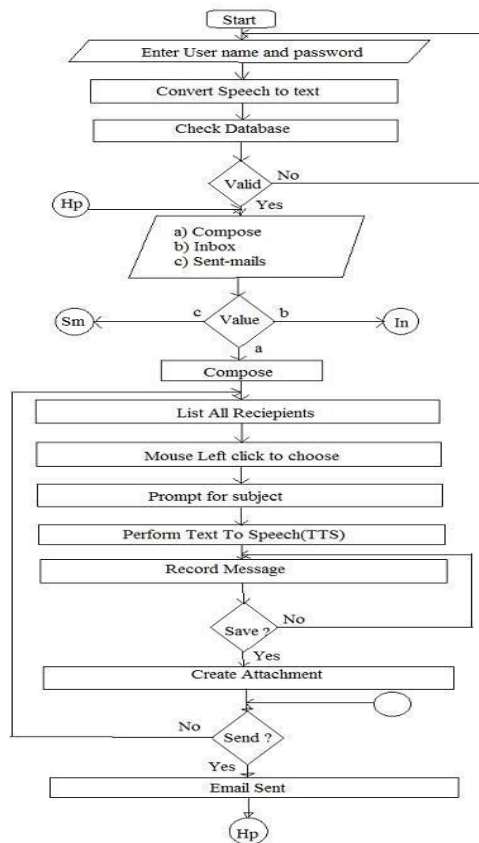 Start
Enter User name and password
Convert Speech to text
Check Database
Valid
No
Hp
Yes
a) Compose
b) Inbox
c) Sent-mails
Sm
c
Value
b
In
a
Compose
List All Reciepients
Mouse Left click to choose
Prompt for subject
Perform Text To Speech(TTS)
Record Message
Save ?
No
Yes
Create Attachment
No
Send ?
Yes
Email Sent
Hp